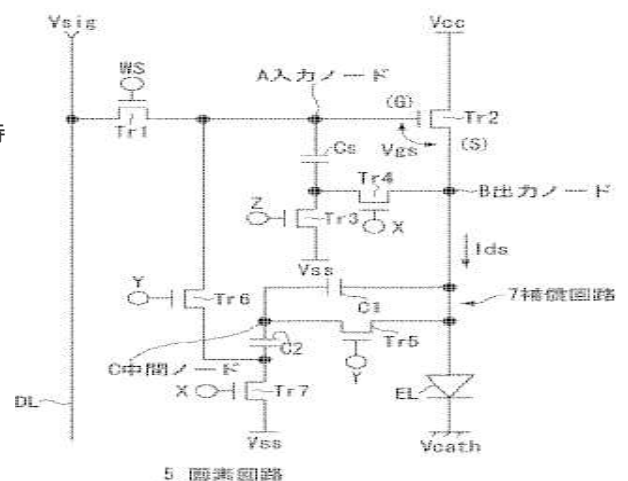 Vsig
Vcc
WS
A入力ノード
(G)
Tr1
Tr2
Vgs
(S)
Cs
Tr4
B出力ノード
Z
Tr3
X
Vss
Ids
Y
Tr6
C1
7補償回路
C2
Tr5
C中間ノード
Y
X
Tr7
EL
DL
Vss
Vcath
5 画素回路